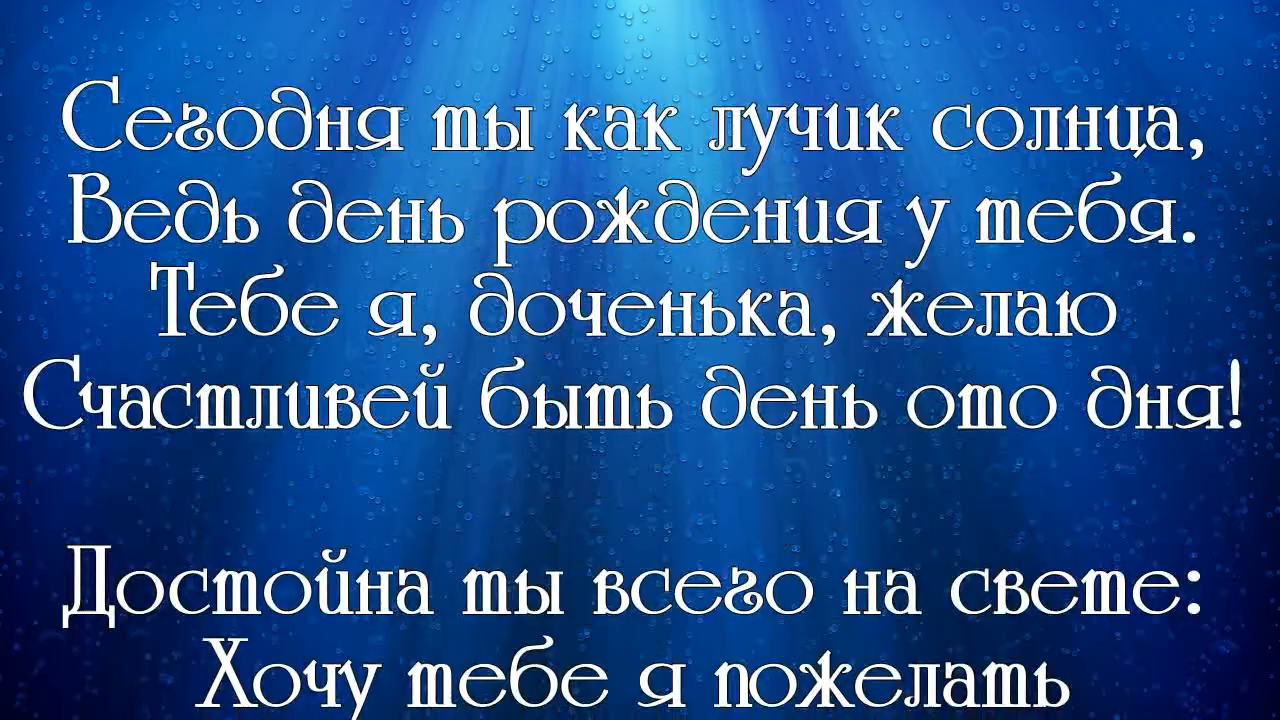 Сегодня ты как лучик солнца,
Ведь день рождения у тебя.
Тебе я, доченька, желаю
Счастливей быть день ото дня!
Достойна ты всего на свете:
Хочу тебе я пожелать